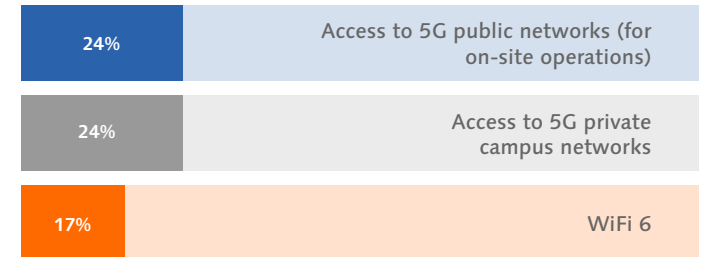 24%
Access to 5G public networks (for
on-site operations)
24%
Access to 5G private
campus networks
17%
WiFi 6